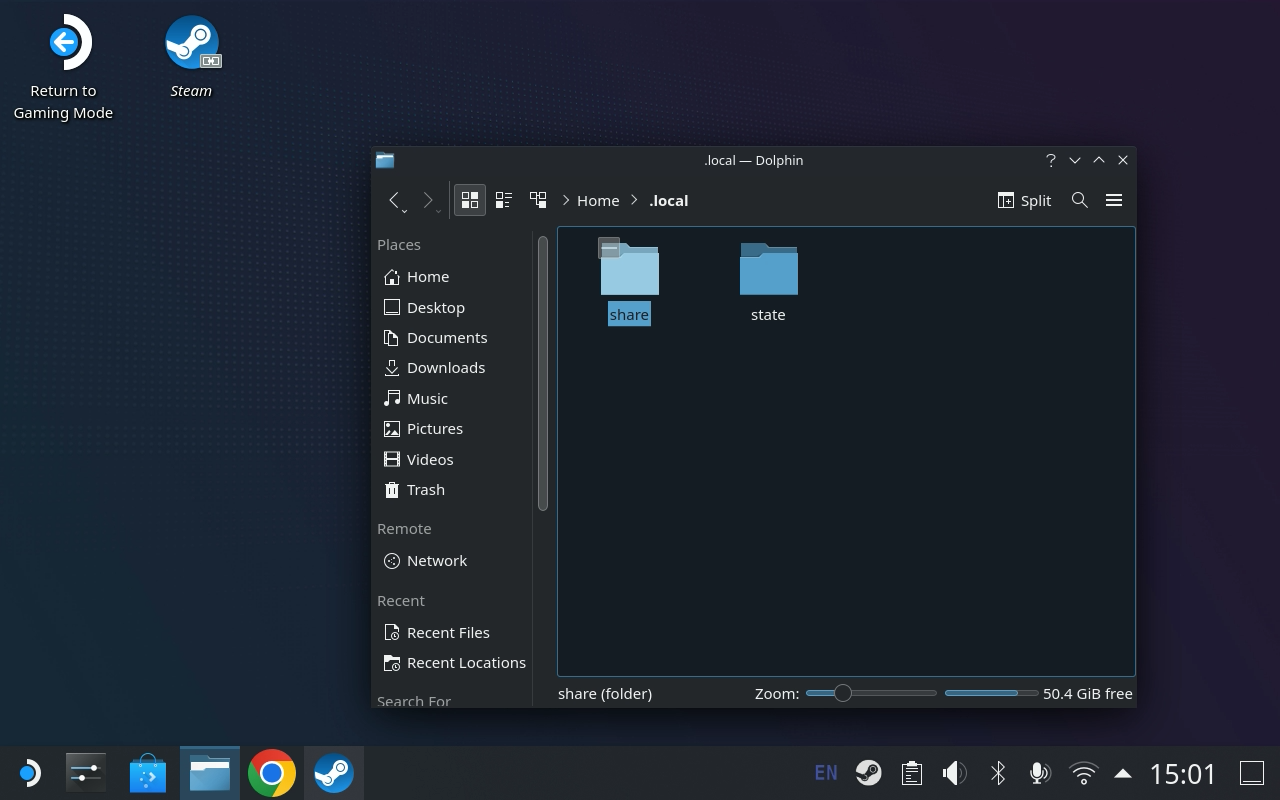 Return to
Gaming Mode
Steam
.local — Dolphin
Home
.local
Split
Places
Home
Desktop
Documents
Downloads
Music
Pictures
Videos
Trash
Remote
Network
Recent
Recent Files
Recent Locations
Search For
share
state
share (folder)
Zoom:
50.4 GiB free
EN
15:01